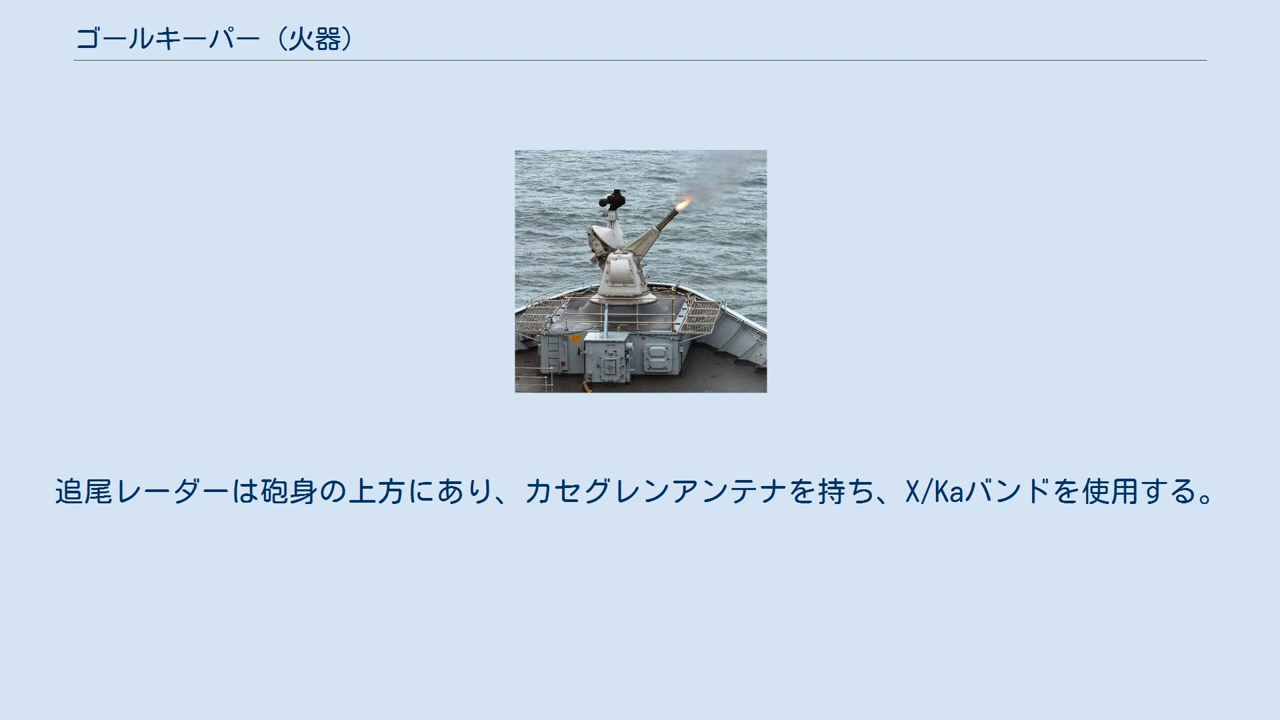 ゴールキーパー（火器）
追尾レーダーは砲身の上方にあり、カセグレンアンテナを持ち、X/Kaバンドを使用する。